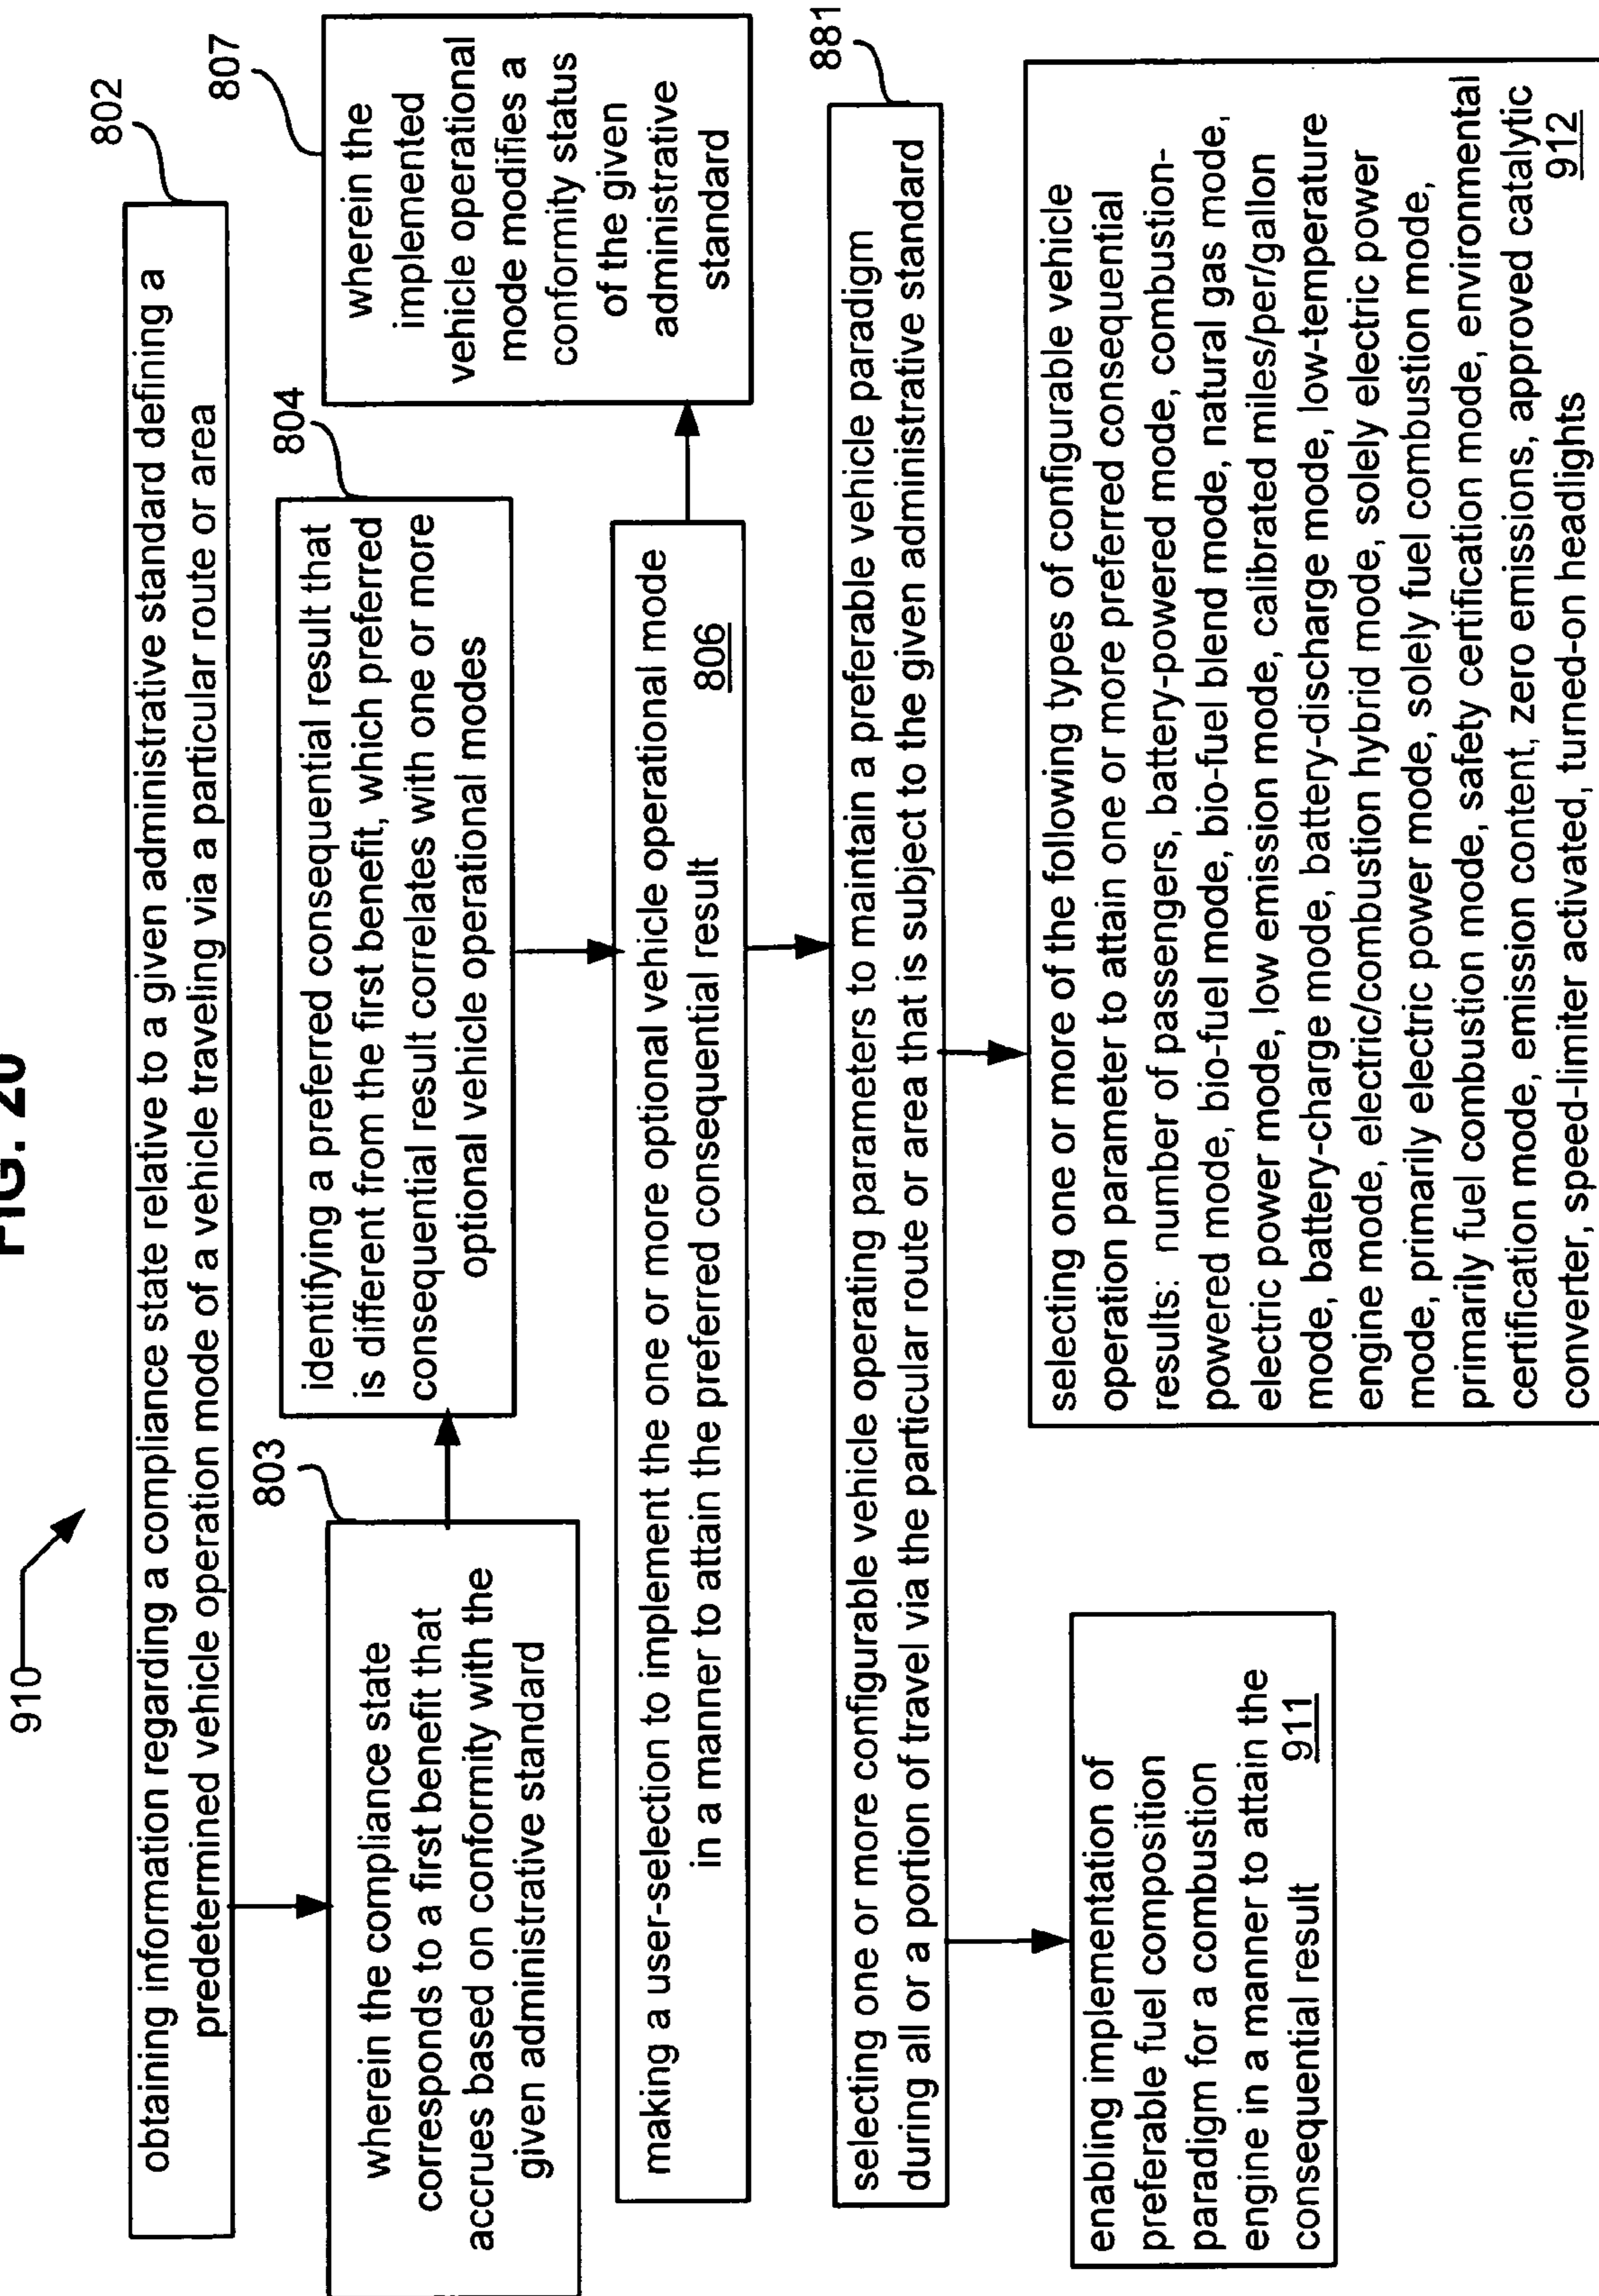 FIG. 20
910
802
obtaining information regarding a compliance state relative to a given administrative standard defining a
predetermined vehicle operation mode of a vehicle traveling via a particular route or area
803
wherein the compliance state
corresponds to a first benefit that
accrues based on conformity with the
given administrative standard
804
identifying a preferred consequential result that
is different from the first benefit, which preferred
consequential result correlates with one or more
optional vehicle operational modes
807
wherein the
implemented
vehicle operational
mode modifies a
conformity status
of the given
administrative
standard
making a user-selection to implement the one or more optional vehicle operational mode
in a manner to attain the preferred consequential result 806
881
selecting one or more configurable vehicle operating parameters to maintain a preferable vehicle paradigm
during all or a portion of travel via the particular route or area that is subject to the given administrative standard
enabling implementation of
preferable fuel composition
paradigm for a combustion
engine in a manner to attain the
consequential result 911
selecting one or more of the following types of configurable vehicle
operation parameter to attain one or more preferred consequential
results: number of passengers, battery-powered mode, combustion-
powered mode, bio-fuel mode, bio-fuel blend mode, natural gas mode,
electric power mode, low emission mode, calibrated miles/per/gallon
mode, battery-charge mode, battery-discharge mode, low-temperature
engine mode, electric/combustion hybrid mode, solely electric power
mode, primarily electric power mode, solely fuel combustion mode,
primarily fuel combustion mode, safety certification mode, environmental
certification mode, emission content, zero emissions, approved catalytic
converter, speed-limiter activated, turned-on headlights 912